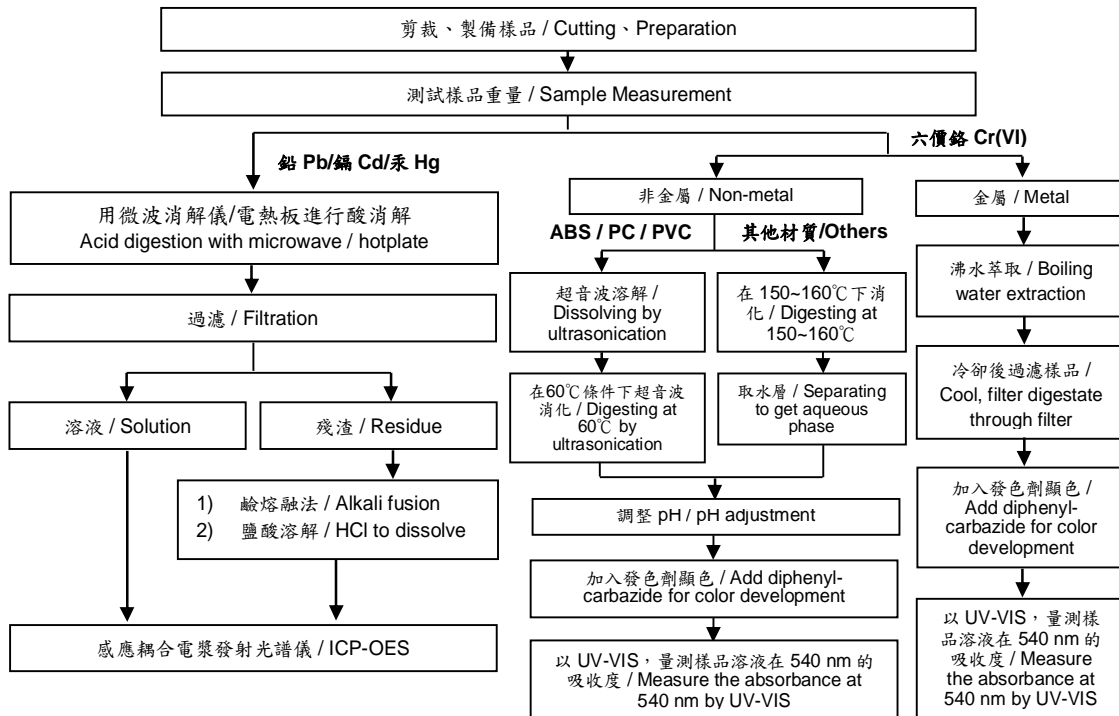 剪裁、製備樣品 / Cutting、Preparation
測試樣品重量 / Sample Measurement
鉛 Pb/鎘 Cd/汞 Hg
六價鉻 Cr(VI)
用微波消解儀/電熱板進行酸消解
Acid digestion with microwave / hotplate
過濾 / Filtration
溶液 / Solution
殘渣 / Residue
1) 鹼熔融法 / Alkali fusion
2) 鹽酸溶解 / HCl to dissolve
感應耦合電漿發射光譜儀 / ICP-OES
非金屬 / Non-metal
ABS / PC / PVC
其他材質/Others
超音波溶解 /
Dissolving by
ultrasonication
在60℃條件下超音波
消化 / Digesting at
60℃ by
ultrasonication
在 150~160℃下消
化 / Digesting at
150~160℃
取水層 / Separating
to get aqueous
phase
調整 pH / pH adjustment
加入發色劑顯色 / Add diphenyl-
carbazide for color development
以 UV-VIS，量測樣品溶液在 540 nm 的
吸收度 / Measure the absorbance at
540 nm by UV-VIS
金屬 / Metal
沸水萃取 / Boiling
water extraction
冷卻後過濾樣品 /
Cool, filter digestate
through filter
加入發色劑顯色 /
Add diphenyl-
carbazide for color
development
以 UV-VIS，量測樣
品溶液在 540 nm 的
吸收度 / Measure
the absorbance at
540 nm by UV-VIS